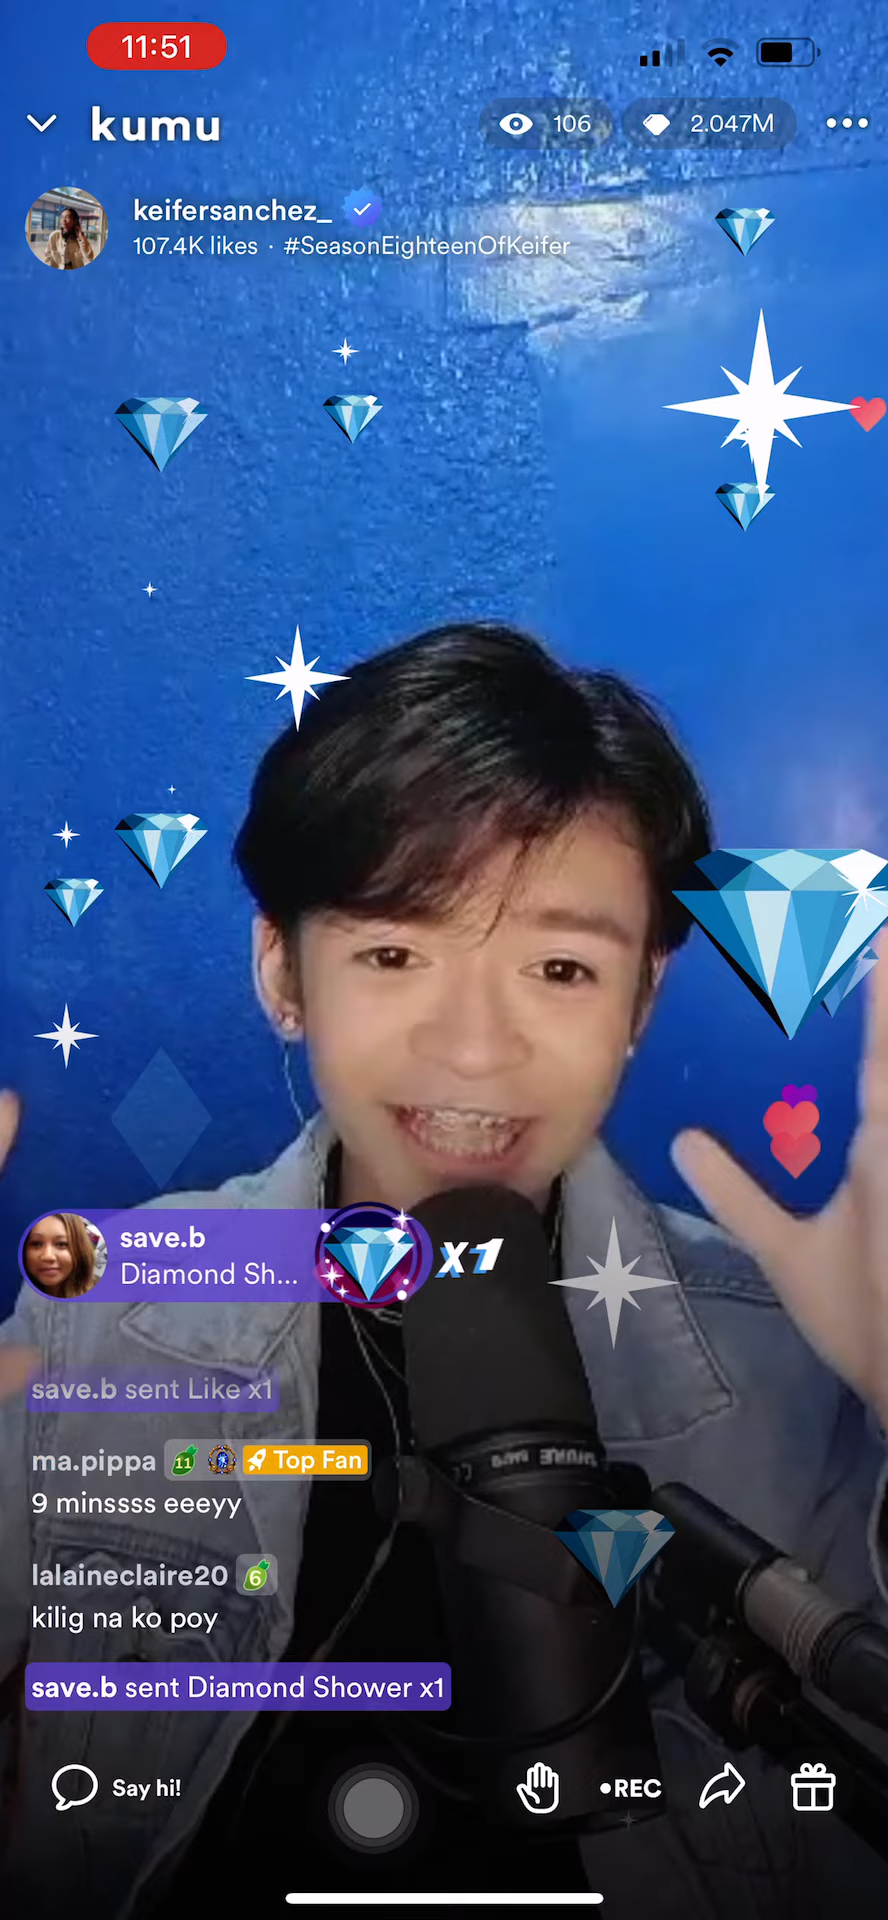 11:51
kumu
106
2.047M
keifersanchez_
107.4K likes · #SeasonEighteenOfKeifer
save.b
Diamond Sh...
x1
save.b sent Like x1
ma.pippa 11 Top Fan
9 minssss eeeyy
lalaineclaire20 6
kilig na ko poy
save.b sent Diamond Shower x1
Say hi!
•REC